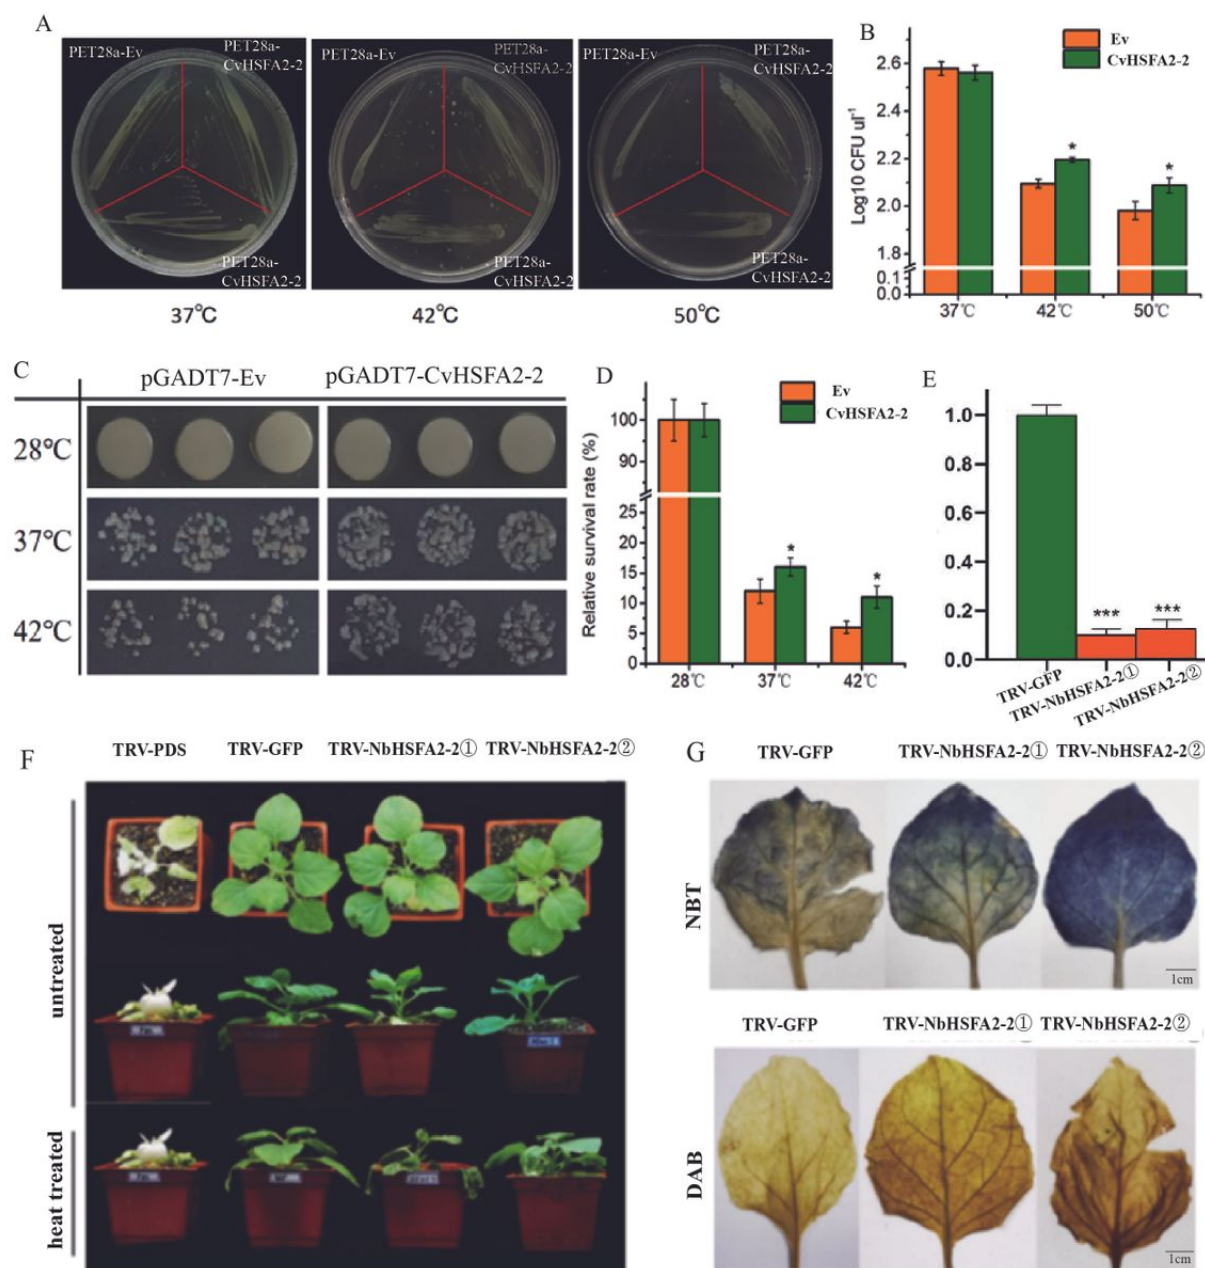 A
PET28a-Ev
PET28a-
CvHSFA2-2
PET28a-
CvHSFA2-2
37℃
PET28a-Ev
PET28a-
CvHSFA2-2
PET28a-
CvHSFA2-2
42℃
PET28a-Ev
PET28a-
CvHSFA2-2
PET28a-
CvHSFA2-2
50℃
B
Ev
CvHSFA2-2
Log10 CFU ul⁻¹
2.6
2.4
2.2
2.0
1.8
0.1
0.0
*
*
37℃
42℃
50℃
C
pGADT7-Ev
pGADT7-CvHSFA2-2
28℃
37℃
42℃
D
Ev
CvHSFA2-2
Relative survival rate (%)
100
90
25
20
15
10
5
0
*
*
28℃
37℃
42℃
E
1.0
0.8
0.6
0.4
0.2
0.0
***
***
TRV-GFP
TRV-NbHSFA2-2①
TRV-NbHSFA2-2②
F
TRV-PDS
TRV-GFP
TRV-NbHSFA2-2①
TRV-NbHSFA2-2②
untreated
heat treated
G
TRV-GFP
TRV-NbHSFA2-2①
TRV-NbHSFA2-2②
NBT
1cm
TRV-GFP
TRV-NbHSFA2-2①
TRV-NbHSFA2-2②
DAB
1cm